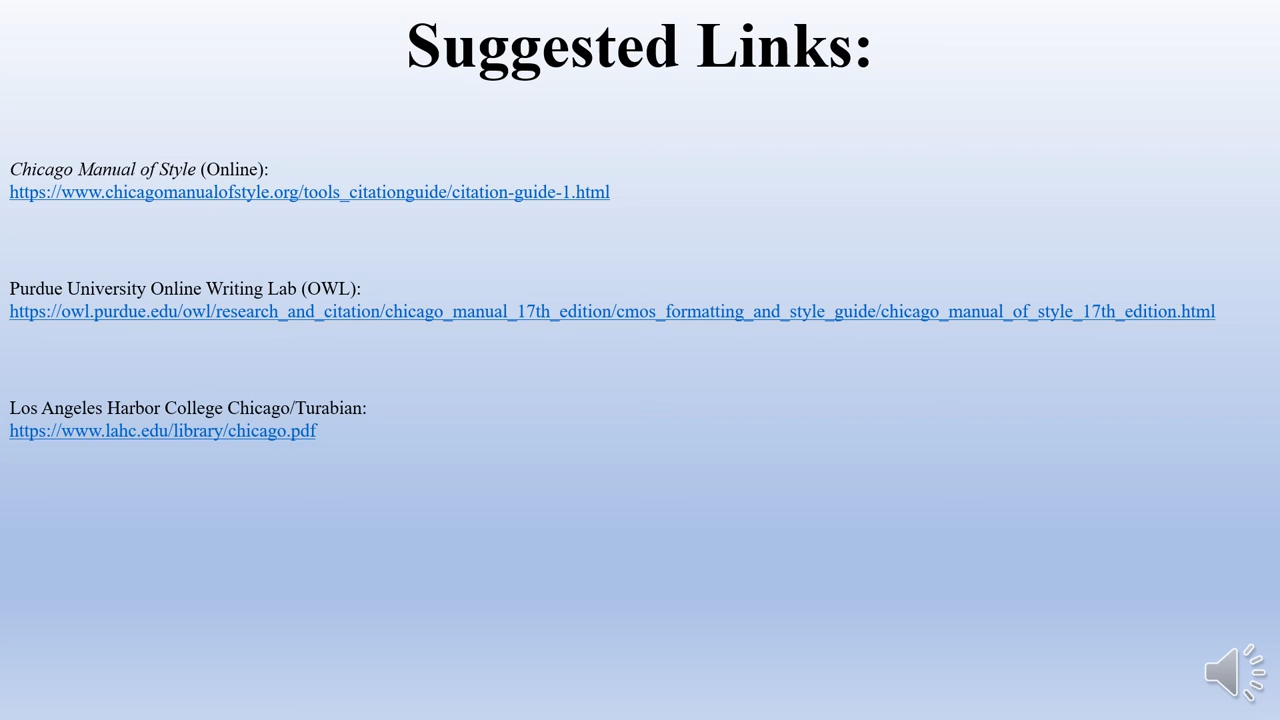 Suggested Links:
Chicago Manual of Style (Online):
https://www.chicagomanualofstyle.org/tools_citationguide/citation-guide-1.html
Purdue University Online Writing Lab (OWL):
https://owl.purdue.edu/owl/research_and_citation/chicago_manual_17th_edition/cmos_formatting_and_style_guide/chicago_manual_of_style_17th_edition.html
Los Angeles Harbor College Chicago/Turabian:
https://www.lahc.edu/library/chicago.pdf